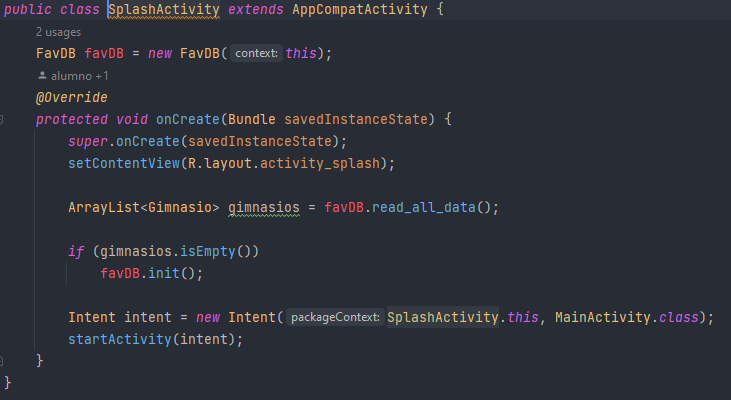 public class SplashActivity extends AppCompatActivity {
2 usages
FavDB favDB = new FavDB( context: this);
alumno +1
@Override
protected void onCreate(Bundle savedInstanceState) {
super.onCreate(savedInstanceState);
setContentView(R.layout.activity_splash);
ArrayList<Gimnasio> gimnasios = favDB.read_all_data();
if (gimnasios.isEmpty())
favDB.init();
Intent intent = new Intent( packageContext: SplashActivity.this, MainActivity.class);
startActivity(intent);
}
}